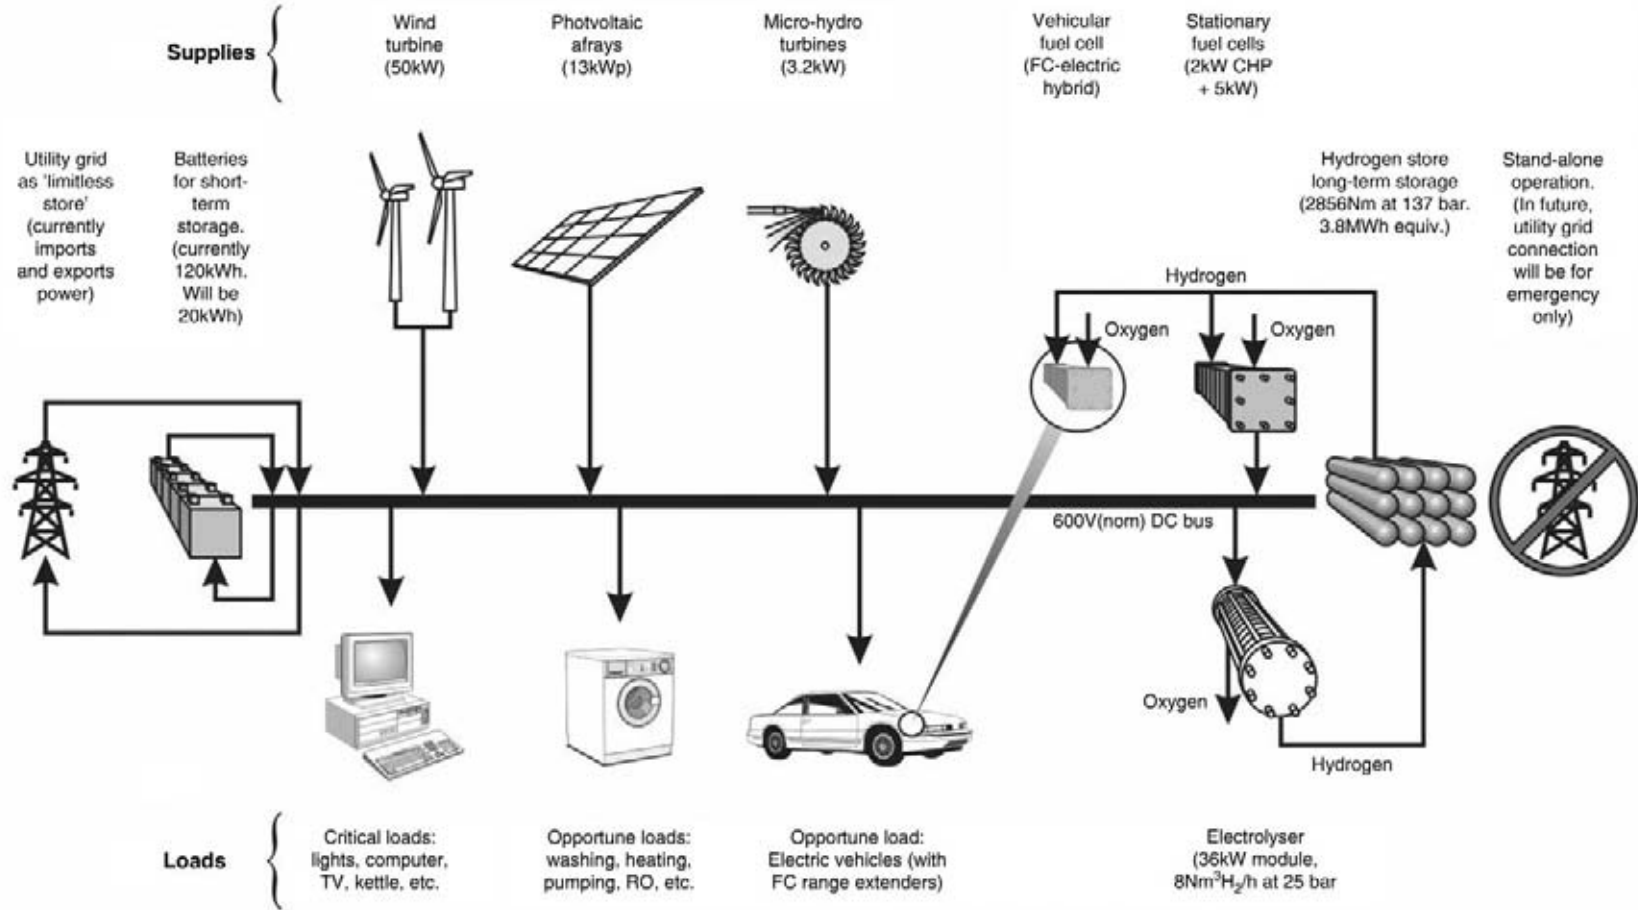 Supplies
Wind
turbine
(50kW)
Photvoltaic
afrays
(13kWp)
Micro-hydro
turbines
(3.2kW)
Vehicular
fuel cell
(FC-electric
hybrid)
Stationary
fuel cells
(2kW CHP
+ 5kW)
Utility grid
as 'limitless
store'
(currently
imports
and exports
power)
Batteries
for short-
term
storage.
(currently
120kWh.
Will be
20kWh)
Hydrogen store
long-term storage
(2856Nm at 137 bar.
3.8MWh equiv.)
Stand-alone
operation.
(In future,
utility grid
connection
will be for
emergency
only)
Hydrogen
Oxygen
Oxygen
600V(nom) DC bus
Oxygen
Hydrogen
Loads
Critical loads:
lights, computer,
TV, kettle, etc.
Opportune loads:
washing, heating,
pumping, RO, etc.
Opportune load:
Electric vehicles (with
FC range extenders)
Electrolyser
(36kW module,
8Nm³H₂/h at 25 bar